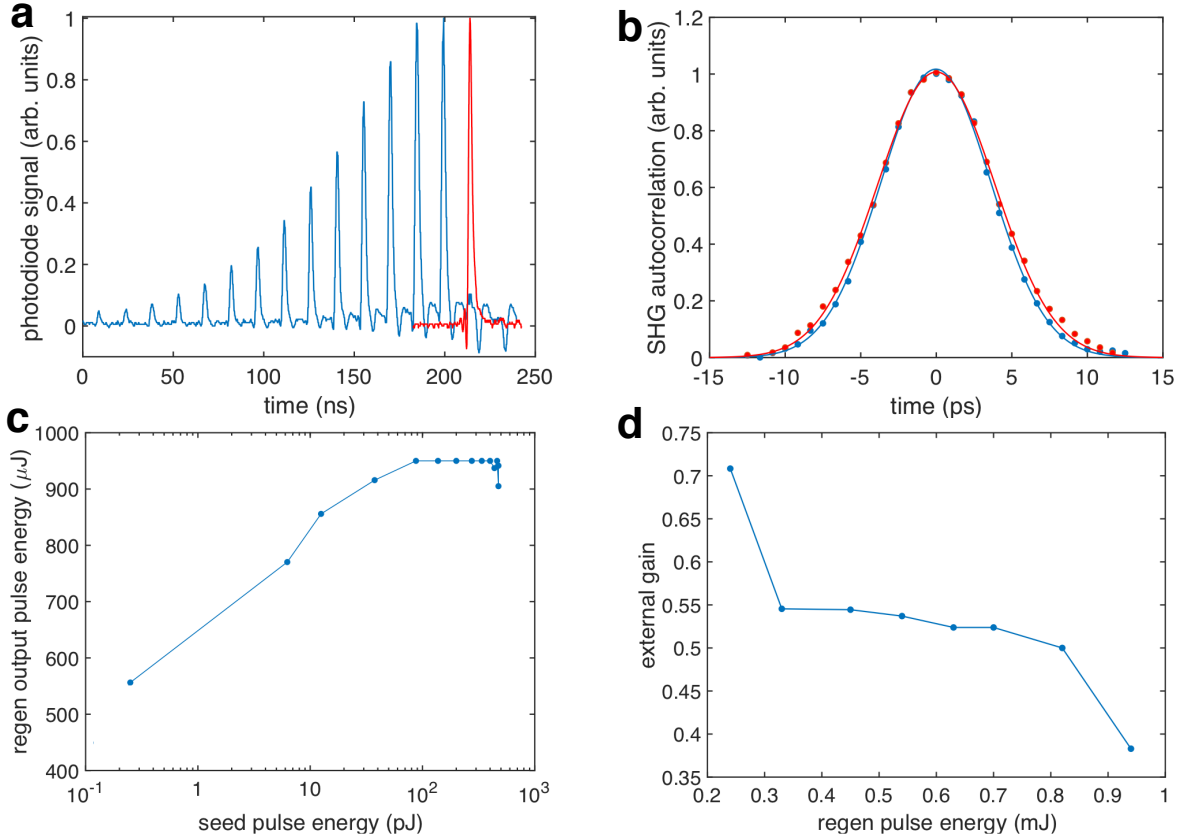 a
photodiode signal (arb. units)
1
0.8
0.6
0.4
0.2
0
0 50 100 150 200 250
time (ns)
b
SHG autocorrelation (arb. units)
1.2
1
0.8
0.6
0.4
0.2
0
-15 -10 -5 0 5 10 15
time (ps)
c
regen output pulse energy (μJ)
1000
900
800
700
600
500
400
10-1 1 10 102 103
seed pulse energy (pJ)
d
external gain
0.75
0.7
0.65
0.6
0.55
0.5
0.45
0.4
0.35
0.2 0.3 0.4 0.5 0.6 0.7 0.8 0.9 1
regen pulse energy (mJ)